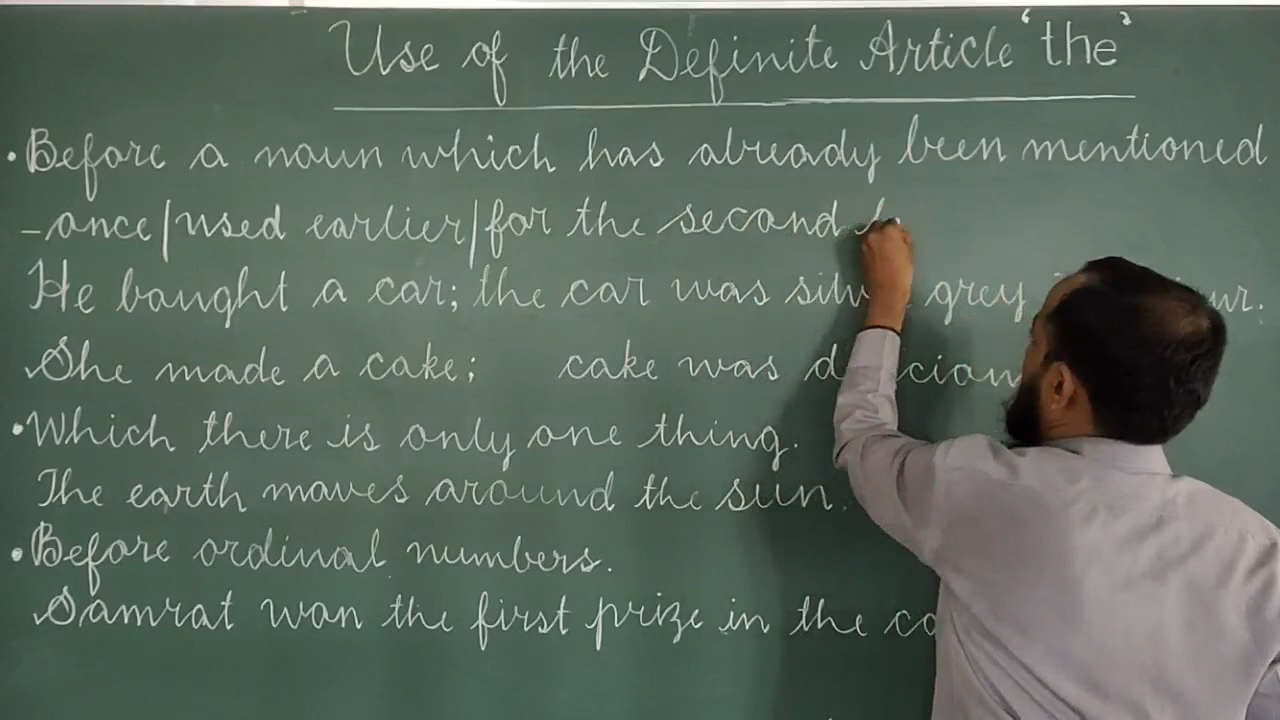 Use of the Definite Article 'the'
• Before a noun which has already been mentioned
- once/used earlier/for the second
He bought a car; the car was grey
She made a cake; cake was
• Which there is only one thing.
The earth moves around the sun.
• Before ordinal numbers.
Samrat won the first prize in the